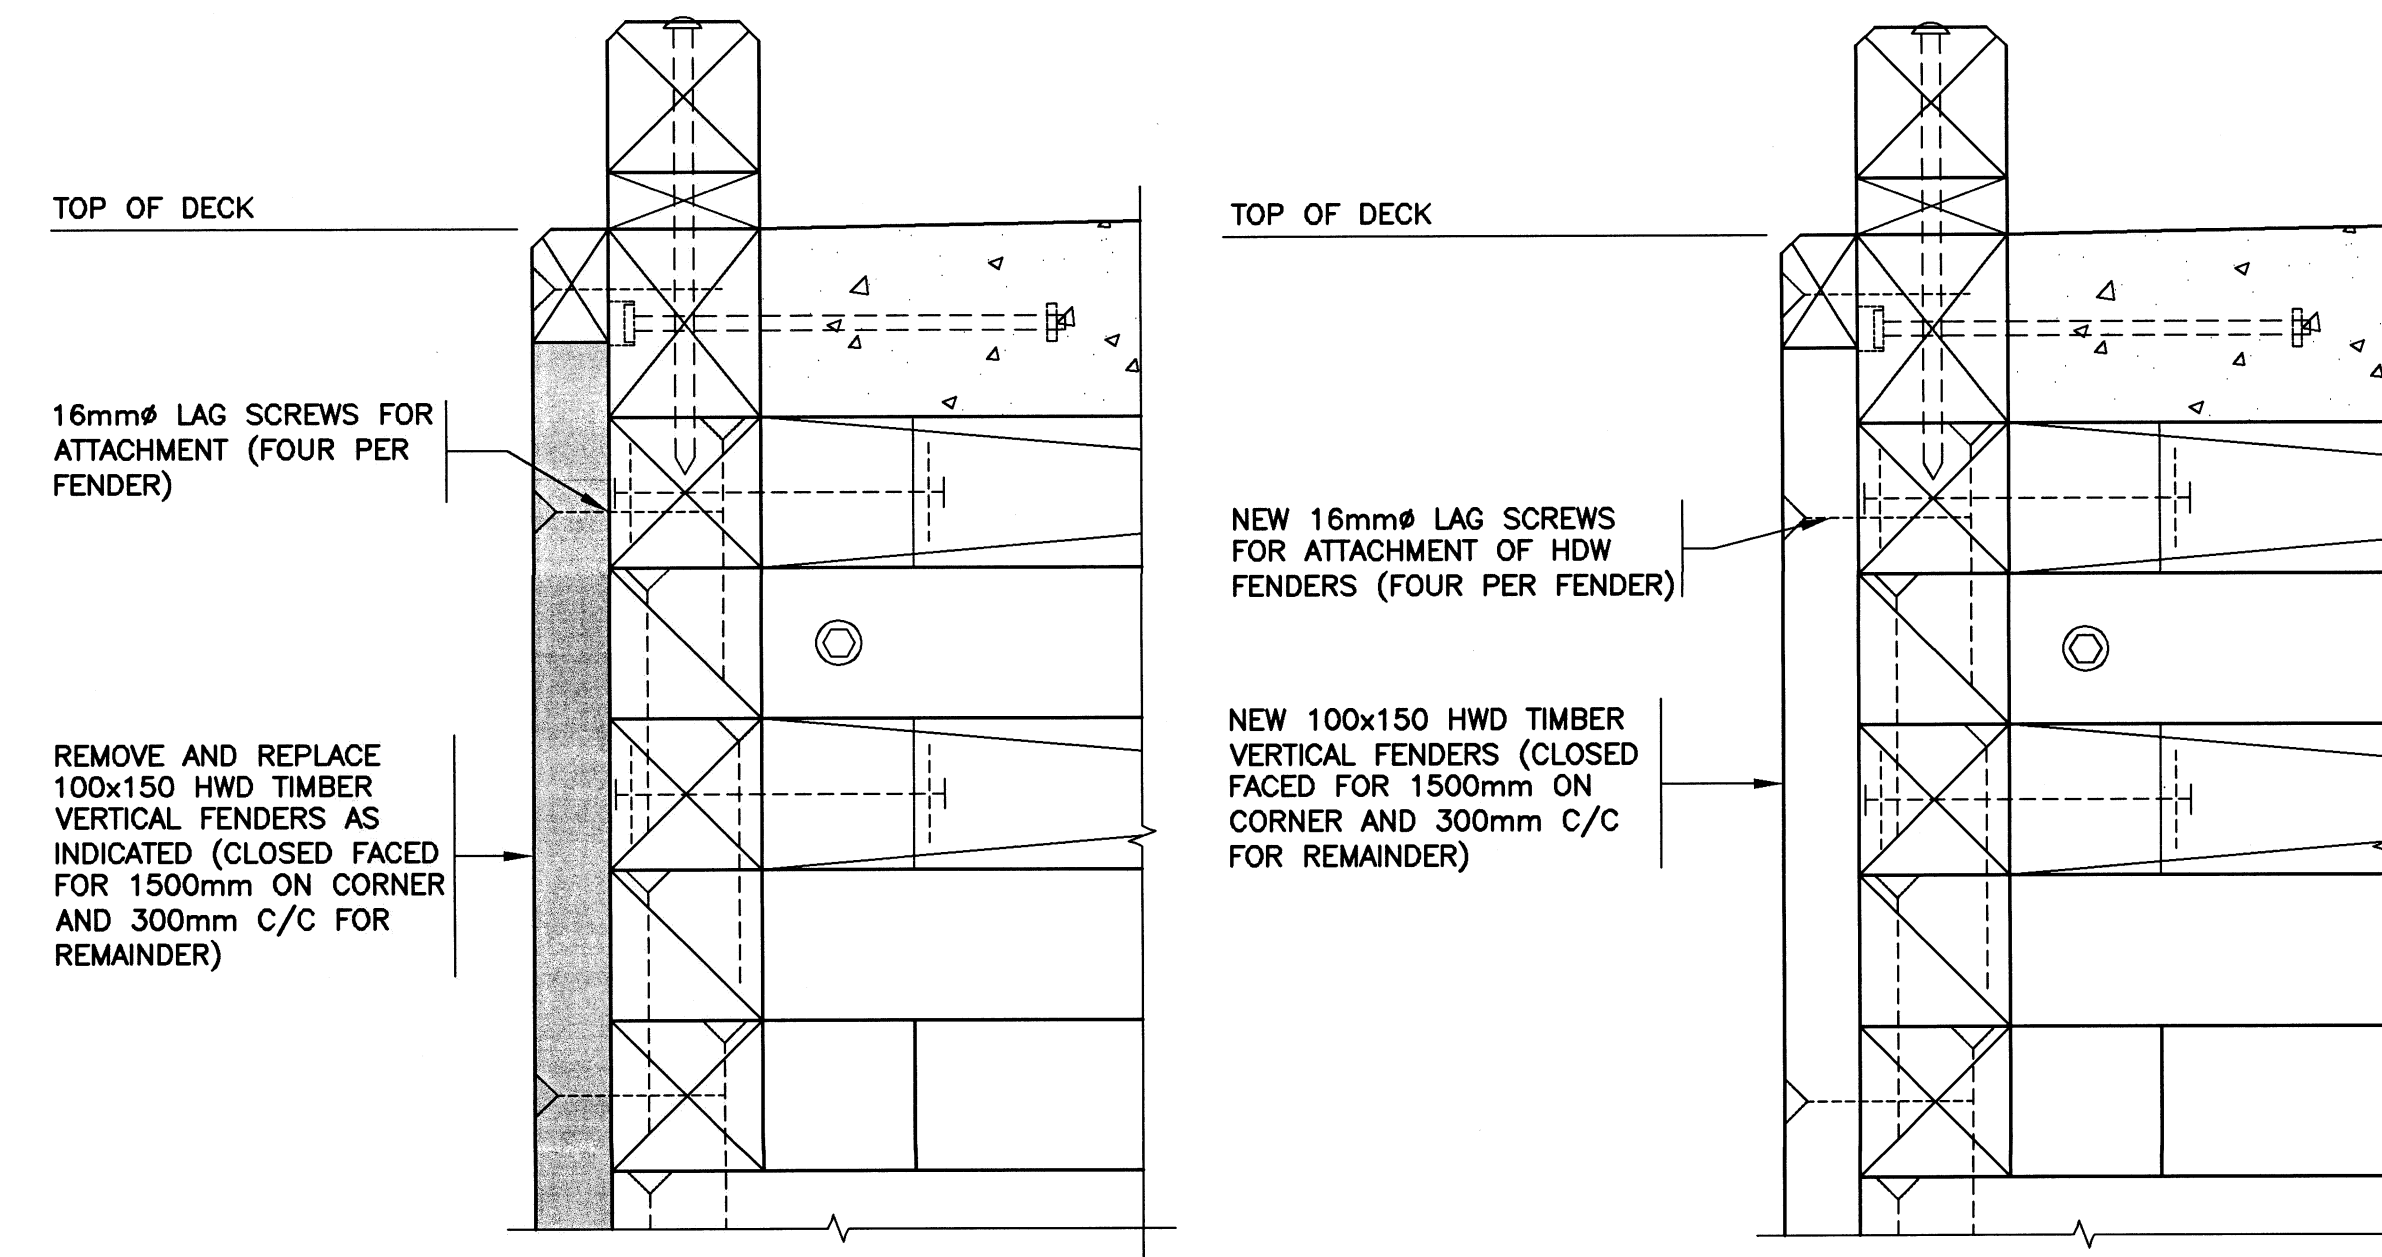 TOP OF DECK
16mmø LAG SCREWS FOR
ATTACHMENT (FOUR PER
FENDER)
REMOVE AND REPLACE
100x150 HWD TIMBER
VERTICAL FENDERS AS
INDICATED (CLOSED FACED
FOR 1500mm ON CORNER
AND 300mm C/C FOR
REMAINDER)
TOP OF DECK
NEW 16mmø LAG SCREWS
FOR ATTACHMENT OF HDW
FENDERS (FOUR PER FENDER)
NEW 100x150 HWD TIMBER
VERTICAL FENDERS (CLOSED
FACED FOR 1500mm ON
CORNER AND 300mm C/C
FOR REMAINDER)